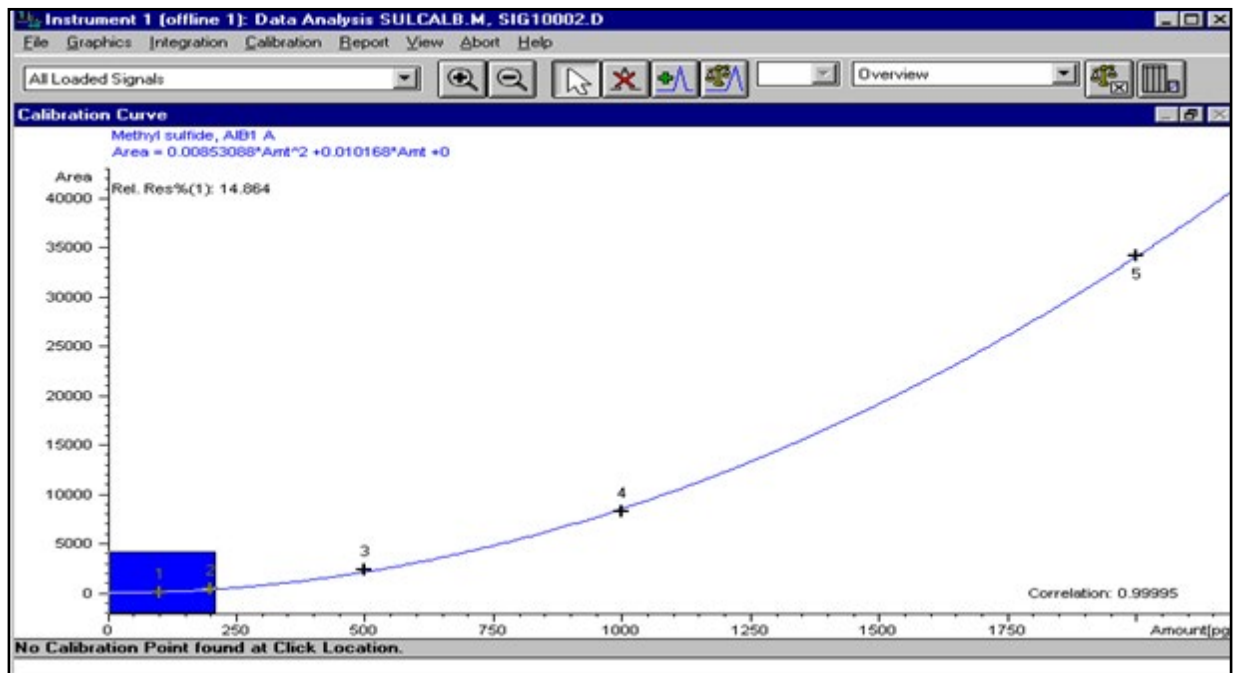 Instrument 1 (offline 1): Data Analysis SULCALB.M, SIG10002.D
File Graphics Integration Calibration Report View Abort Help
All Loaded Signals Overview
Calibration Curve
Methyl sulfide, AIB1 A
Area = 0.00853088*Amt^2 +0.010168*Amt +0
Area
Rel. Res%(1): 14.864
40000
35000
5
30000
25000
20000
15000
4
10000
3
5000
1 2
0
Correlation: 0.99995
0 250 500 750 1000 1250 1500 1750 Amount[pg
No Calibration Point found at Click Location.